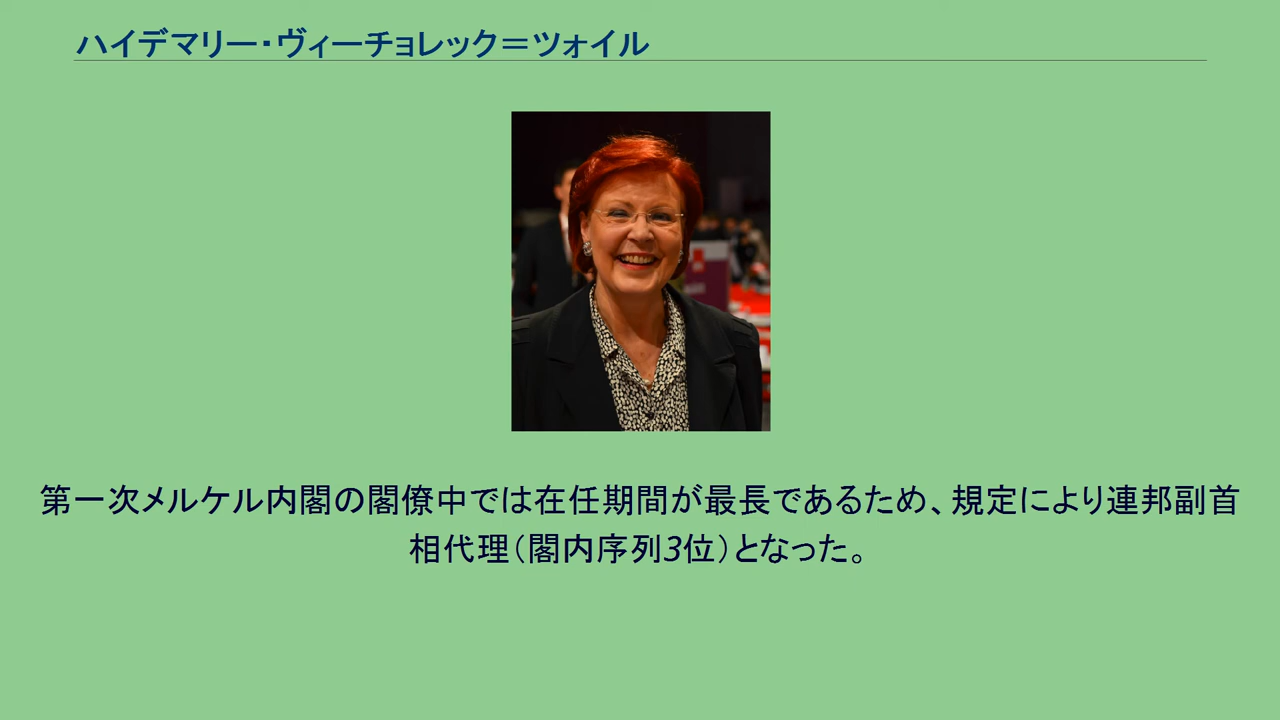 ハイデマリー・ヴィーチョレック＝ツォイル
第一次メルケル内閣の閣僚中では在任期間が最長であるため、規定により連邦副首
相代理（閣内序列3位）となった。